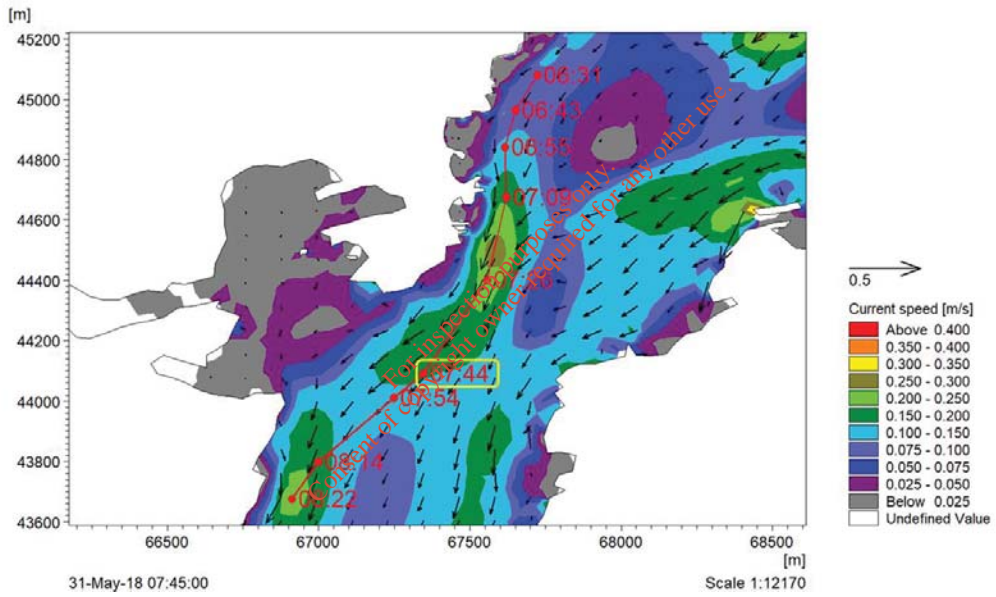 [m]
45200
45000
44800
44600
44400
44200
44000
43800
43600
06:31
06:43
06:55
07:09
07:44
07:54
08:14
08:22
For inspection purposes only.
Consent of copyright owner required for any other use.
66500
67000
67500
68000
68500
[m]
31-May-18 07:45:00
Scale 1:12170
0.5
Current speed [m/s]
Above 0.400
0.350 - 0.400
0.300 - 0.350
0.250 - 0.300
0.200 - 0.250
0.150 - 0.200
0.100 - 0.150
0.075 - 0.100
0.050 - 0.075
0.025 - 0.050
Below 0.025
Undefined Value